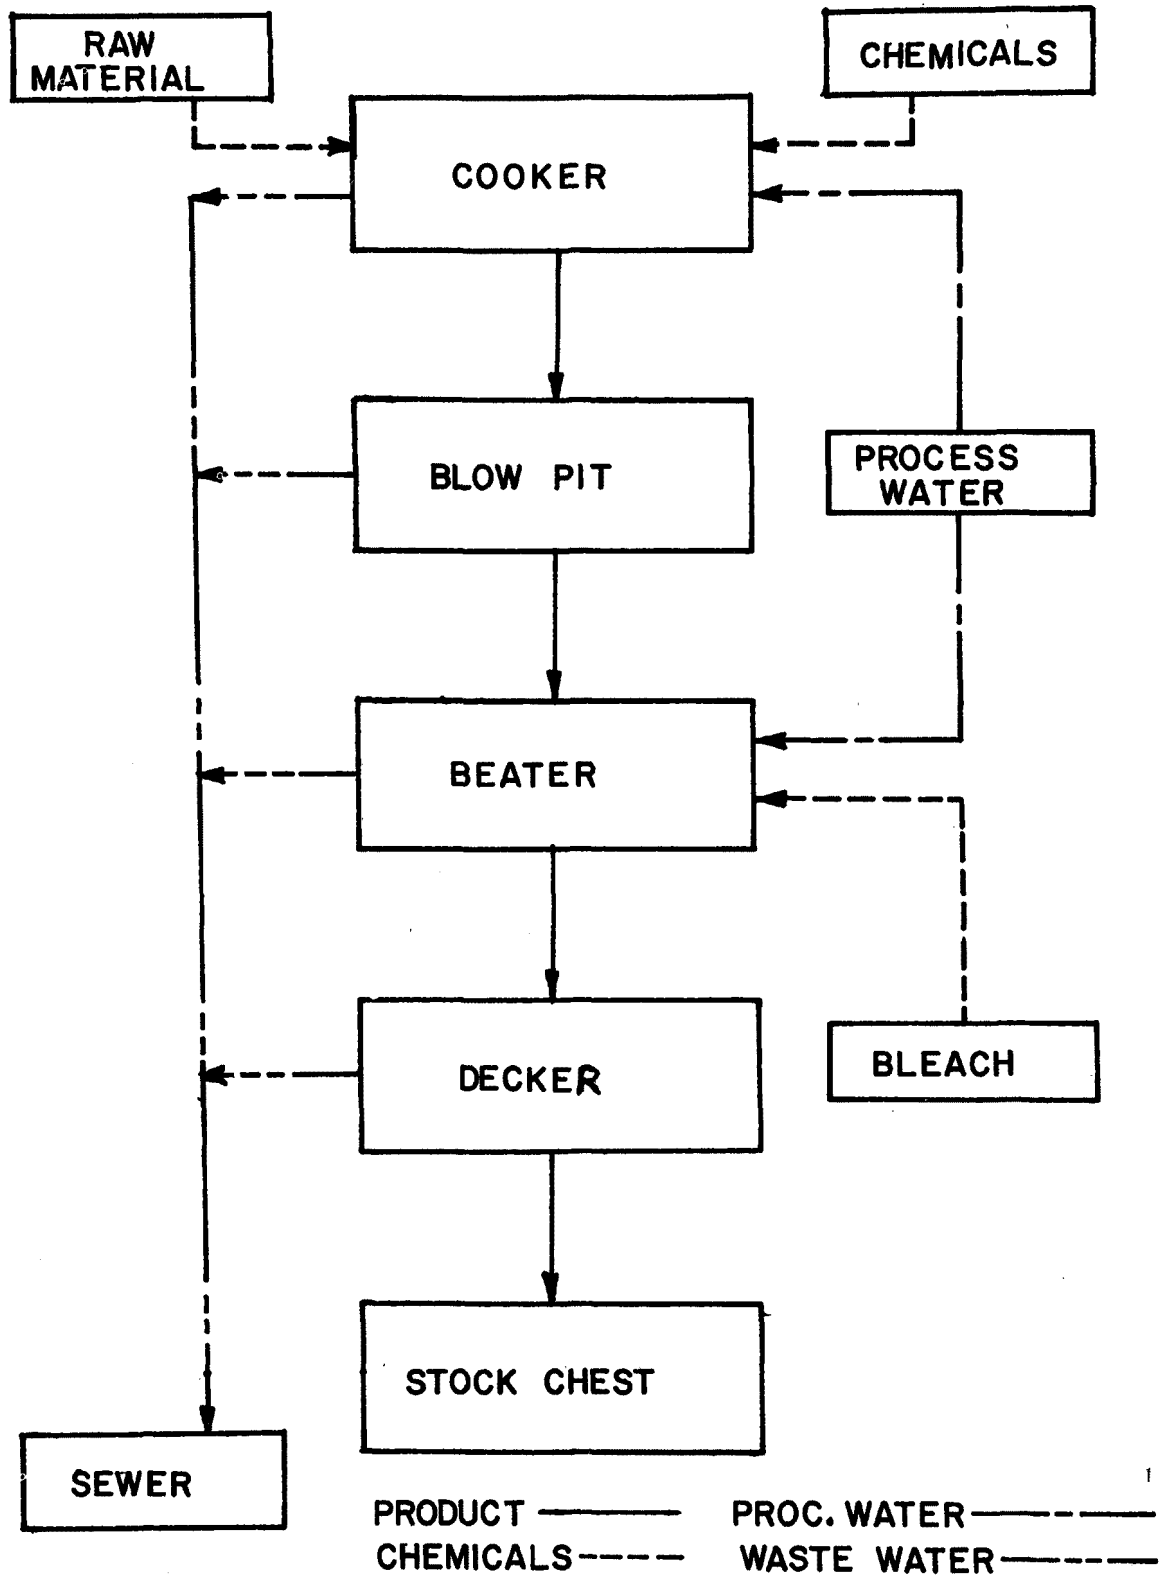 RAW
MATERIAL
CHEMICALS
COOKER
BLOW PIT
PROCESS
WATER
BEATER
DECKER
BLEACH
STOCK CHEST
SEWER
PRODUCT
PROC. WATER
CHEMICALS
WASTE WATER